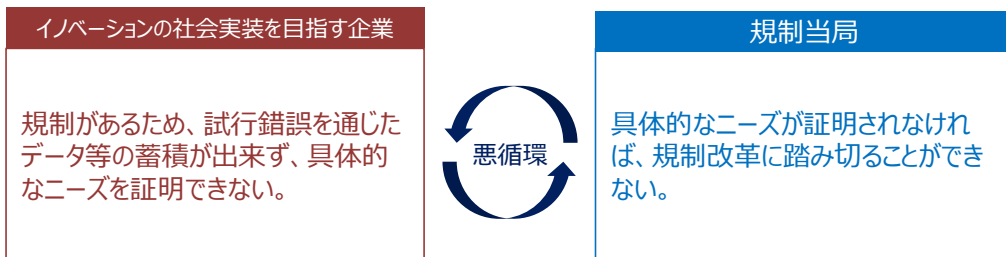 イノベーションの社会実装を目指す企業
規制があるため、試行錯誤を通じた
データ等の蓄積が出来ず、具体的
なニーズを証明できない。
悪循環
規制当局
具体的なニーズが証明されなけれ
ば、規制改革に踏み切ることができ
ない。